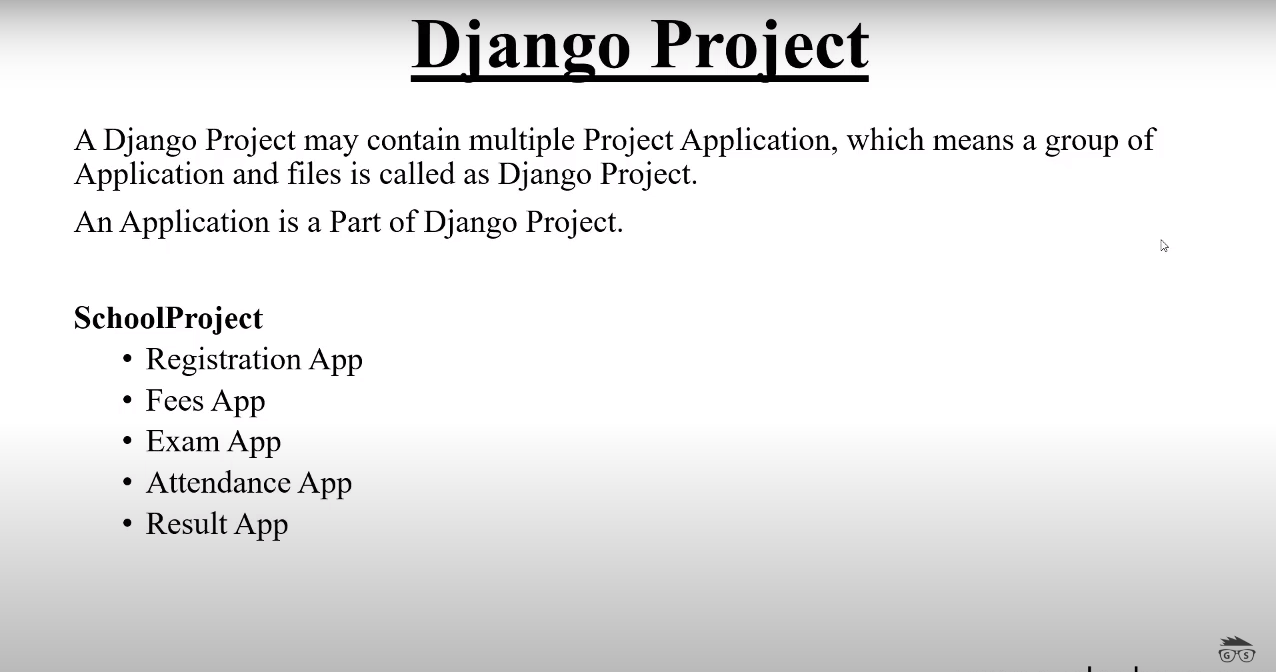 Django Project
A Django Project may contain multiple Project Application, which means a group of
Application and files is called as Django Project.
An Application is a Part of Django Project.
SchoolProject
• Registration App
• Fees App
• Exam App
• Attendance App
• Result App
G S